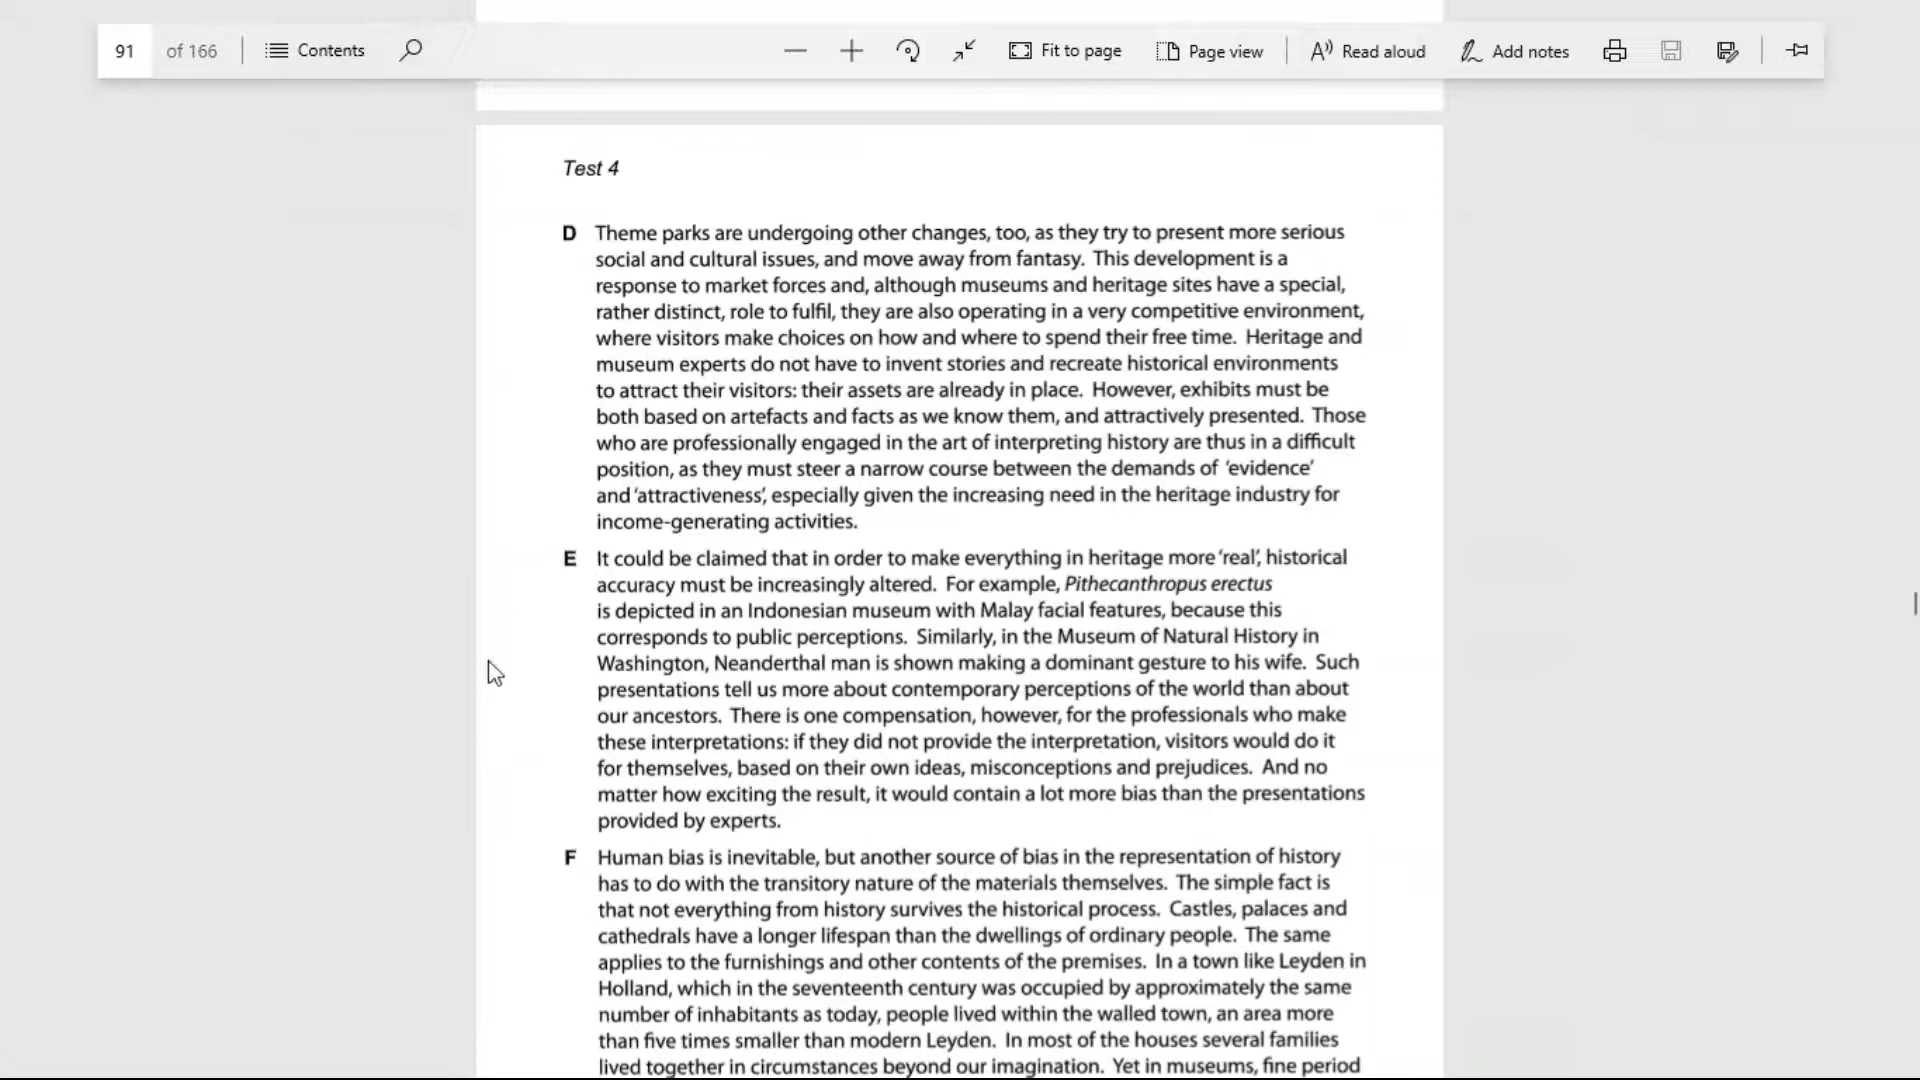 91 of 166 Contents Fit to page Page view Read aloud Add notes
Test 4
D Theme parks are undergoing other changes, too, as they try to present more serious
social and cultural issues, and move away from fantasy. This development is a
response to market forces and, although museums and heritage sites have a special,
rather distinct, role to fulfil, they are also operating in a very competitive environment,
where visitors make choices on how and where to spend their free time. Heritage and
museum experts do not have to invent stories and recreate historical environments
to attract their visitors: their assets are already in place. However, exhibits must be
both based on artefacts and facts as we know them, and attractively presented. Those
who are professionally engaged in the art of interpreting history are thus in a difficult
position, as they must steer a narrow course between the demands of 'evidence'
and 'attractiveness', especially given the increasing need in the heritage industry for
income-generating activities.
E It could be claimed that in order to make everything in heritage more 'real', historical
accuracy must be increasingly altered. For example, Pithecanthropus erectus
is depicted in an Indonesian museum with Malay facial features, because this
corresponds to public perceptions. Similarly, in the Museum of Natural History in
Washington, Neanderthal man is shown making a dominant gesture to his wife. Such
presentations tell us more about contemporary perceptions of the world than about
our ancestors. There is one compensation, however, for the professionals who make
these interpretations: if they did not provide the interpretation, visitors would do it
for themselves, based on their own ideas, misconceptions and prejudices. And no
matter how exciting the result, it would contain a lot more bias than the presentations
provided by experts.
F Human bias is inevitable, but another source of bias in the representation of history
has to do with the transitory nature of the materials themselves. The simple fact is
that not everything from history survives the historical process. Castles, palaces and
cathedrals have a longer lifespan than the dwellings of ordinary people. The same
applies to the furnishings and other contents of the premises. In a town like Leyden in
Holland, which in the seventeenth century was occupied by approximately the same
number of inhabitants as today, people lived within the walled town, an area more
than five times smaller than modern Leyden. In most of the houses several families
lived together in circumstances beyond our imagination. Yet in museums, fine period